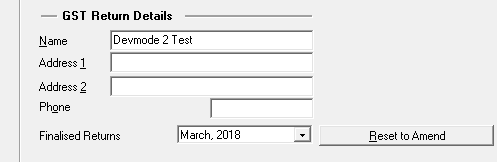 GST Return Details
Name Devmode 2 Test
Address 1
Address 2
Phone
Finalised Returns March, 2018 Reset to Amend